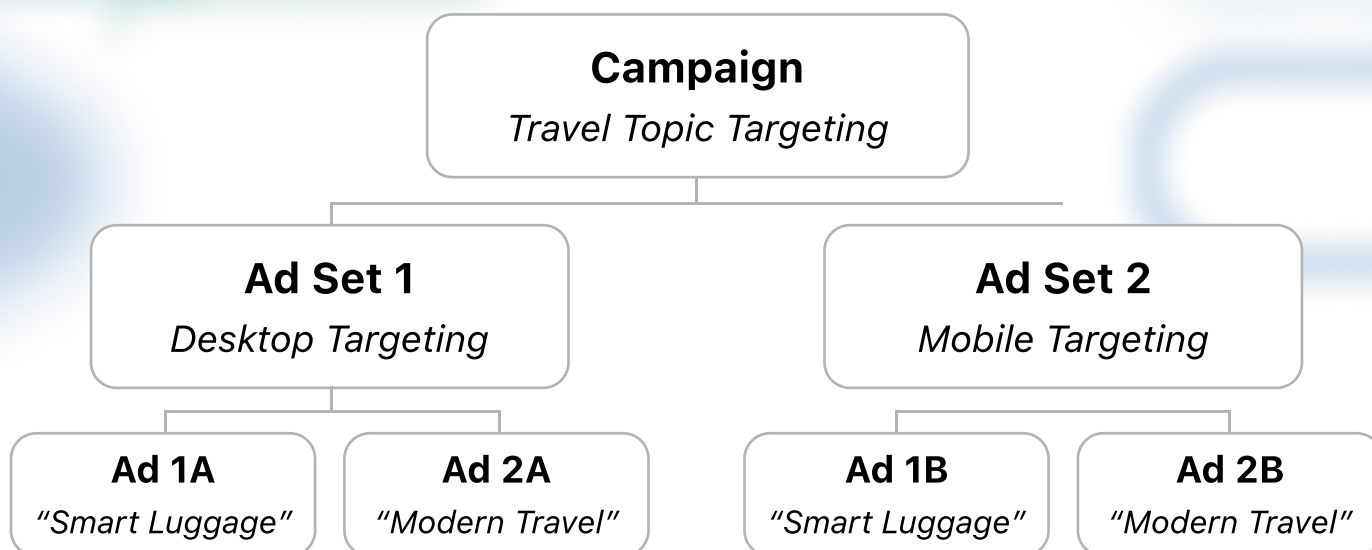 Campaign
Travel Topic Targeting
Ad Set 1
Desktop Targeting
Ad Set 2
Mobile Targeting
Ad 1A
“Smart Luggage”
Ad 2A
“Modern Travel”
Ad 1B
“Smart Luggage”
Ad 2B
“Modern Travel”